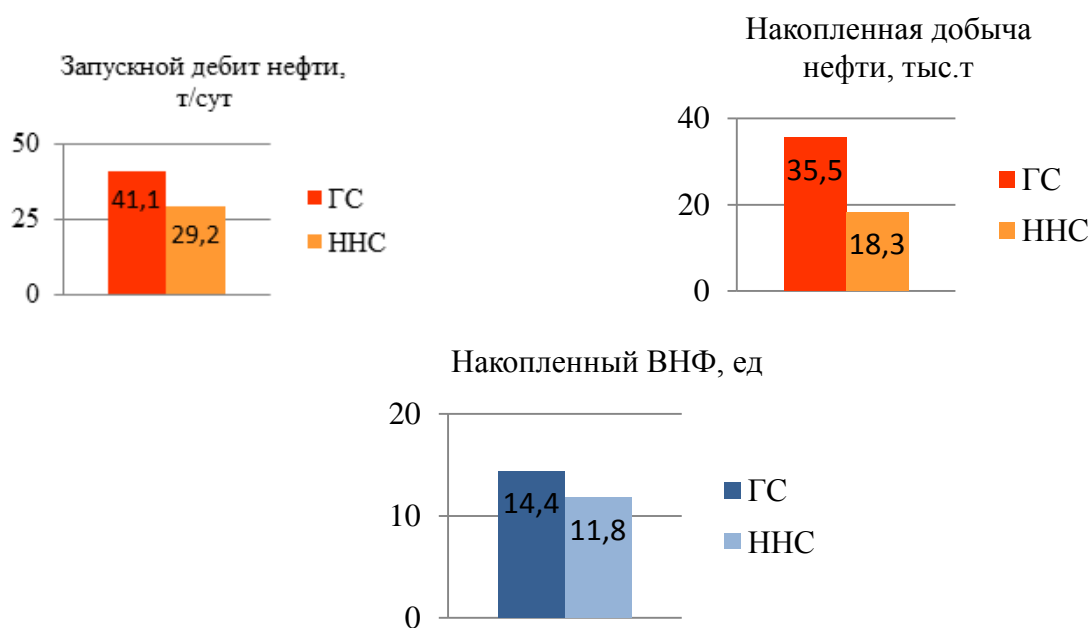 Запускной дебит нефти,
т/сут
50
25
0
41,1
29,2
ГС
ННС
Накопленная добыча
нефти, тыс.т
40
20
0
35,5
18,3
ГС
ННС
Накопленный ВНФ, ед
20
10
0
14,4
11,8
ГС
ННС